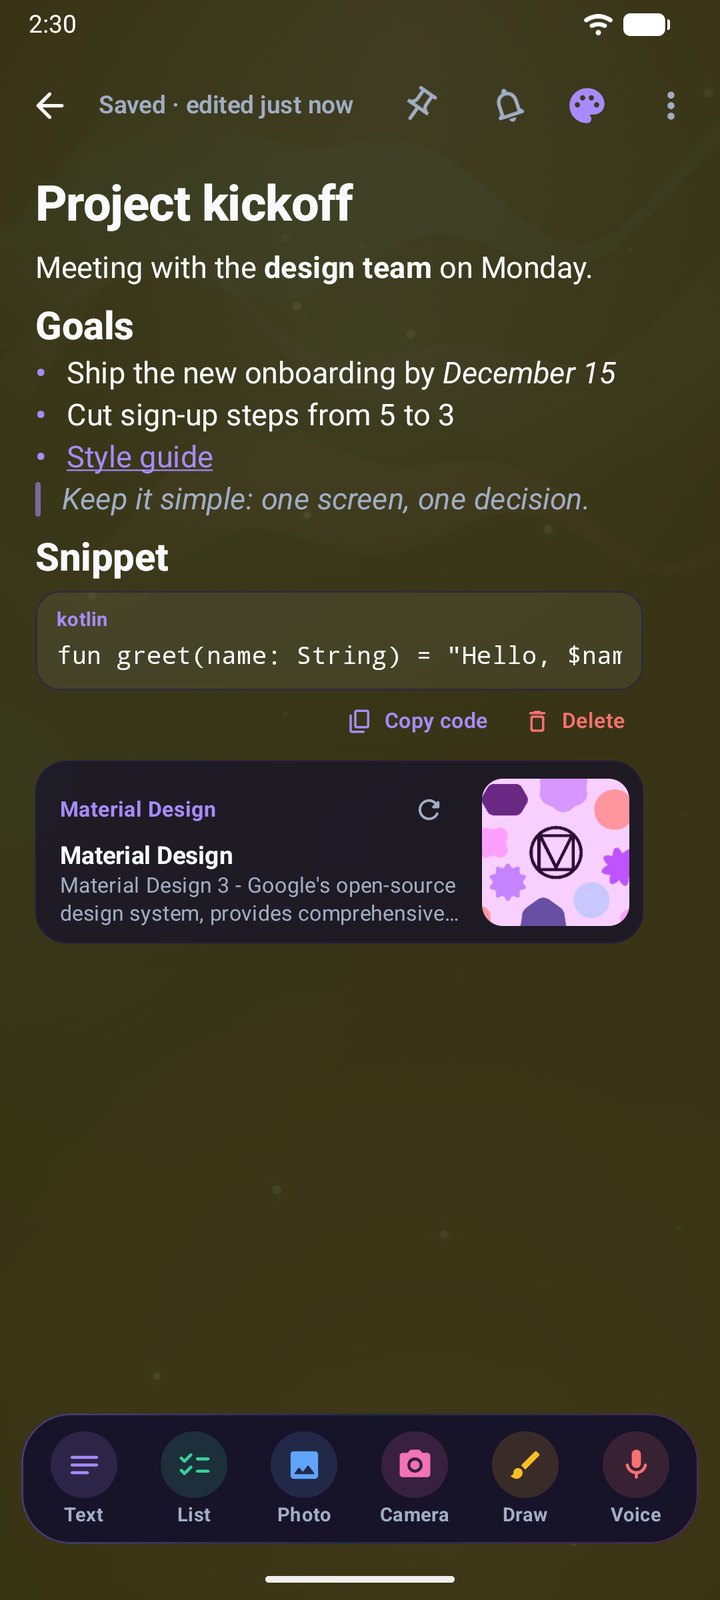 2:30
Saved · edited just now
Project kickoff
Meeting with the design team on Monday.
Goals
• Ship the new onboarding by December 15
• Cut sign-up steps from 5 to 3
• Style guide
Keep it simple: one screen, one decision.
Snippet
kotlin
fun greet(name: String) = "Hello, $nam
Copy code
Delete
Material Design
Material Design
Material Design 3 - Google's open-source
design system, provides comprehensive…
Text
List
Photo
Camera
Draw
Voice